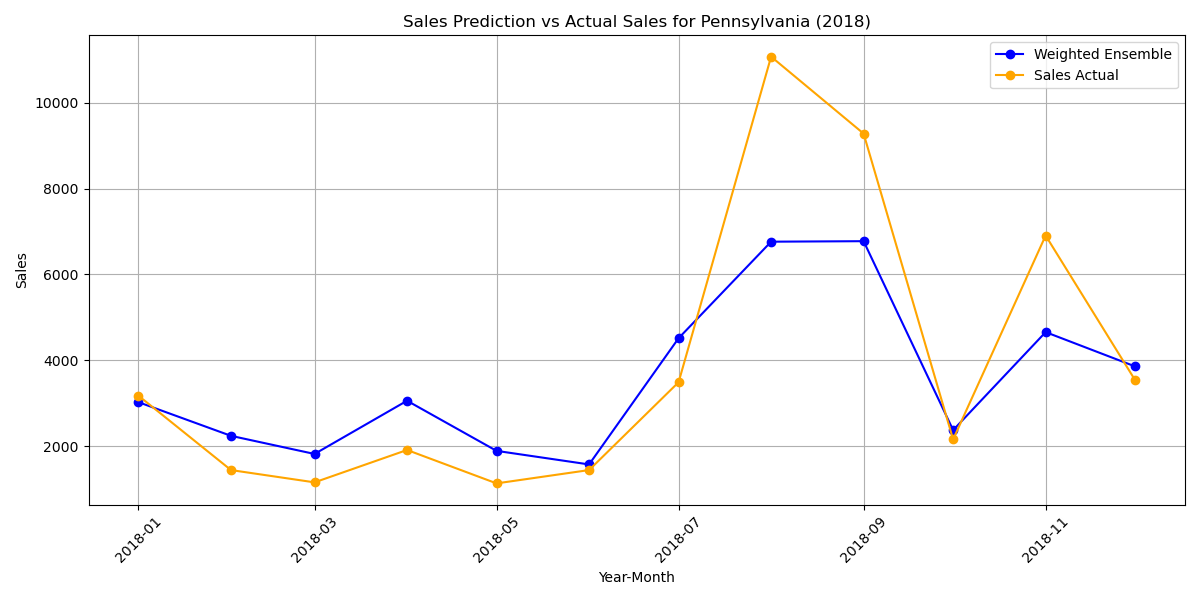 Sales Prediction vs Actual Sales for Pennsylvania (2018)
Weighted Ensemble
Sales Actual
Sales
10000
8000
6000
4000
2000
2018-01
2018-03
2018-05
2018-07
2018-09
2018-11
Year-Month